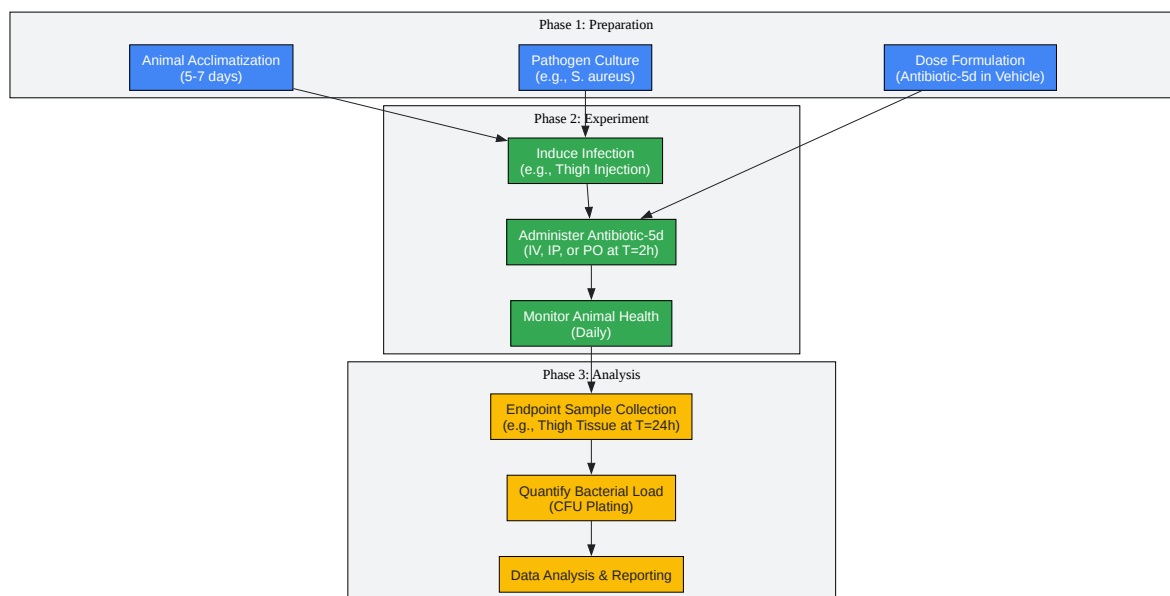 Phase 1: Preparation
Animal Acclimatization
(5-7 days)
Pathogen Culture
(e.g., S. aureus)
Dose Formulation
(Antibiotic-5d in Vehicle)
Phase 2: Experiment
Induce Infection
(e.g., Thigh Injection)
Administer Antibiotic-5d
(IV, IP, or PO at T=2h)
Monitor Animal Health
(Daily)
Phase 3: Analysis
Endpoint Sample Collection
(e.g., Thigh Tissue at T=24h)
Quantify Bacterial Load
(CFU Plating)
Data Analysis & Reporting